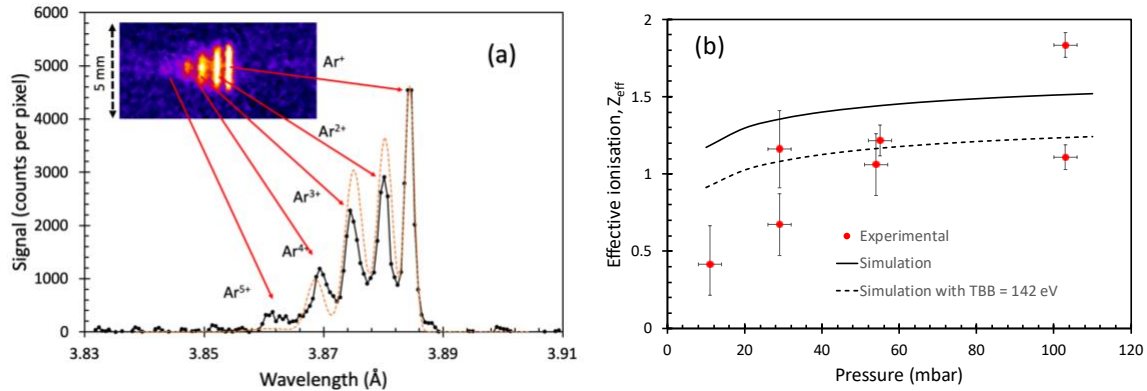 (a)
5 mm
Ar⁺
Ar²⁺
Ar³⁺
Ar⁴⁺
Ar⁵⁺
6000
5000
4000
3000
2000
1000
0
Signal (counts per pixel)
3.83 3.85 3.87 3.89 3.91
Wavelength (Å)
(b)
2
1.5
1
0.5
0
Effective ionisation, Z_eff
Experimental
Simulation
Simulation with TBB = 142 eV
0 20 40 60 80 100 120
Pressure (mbar)